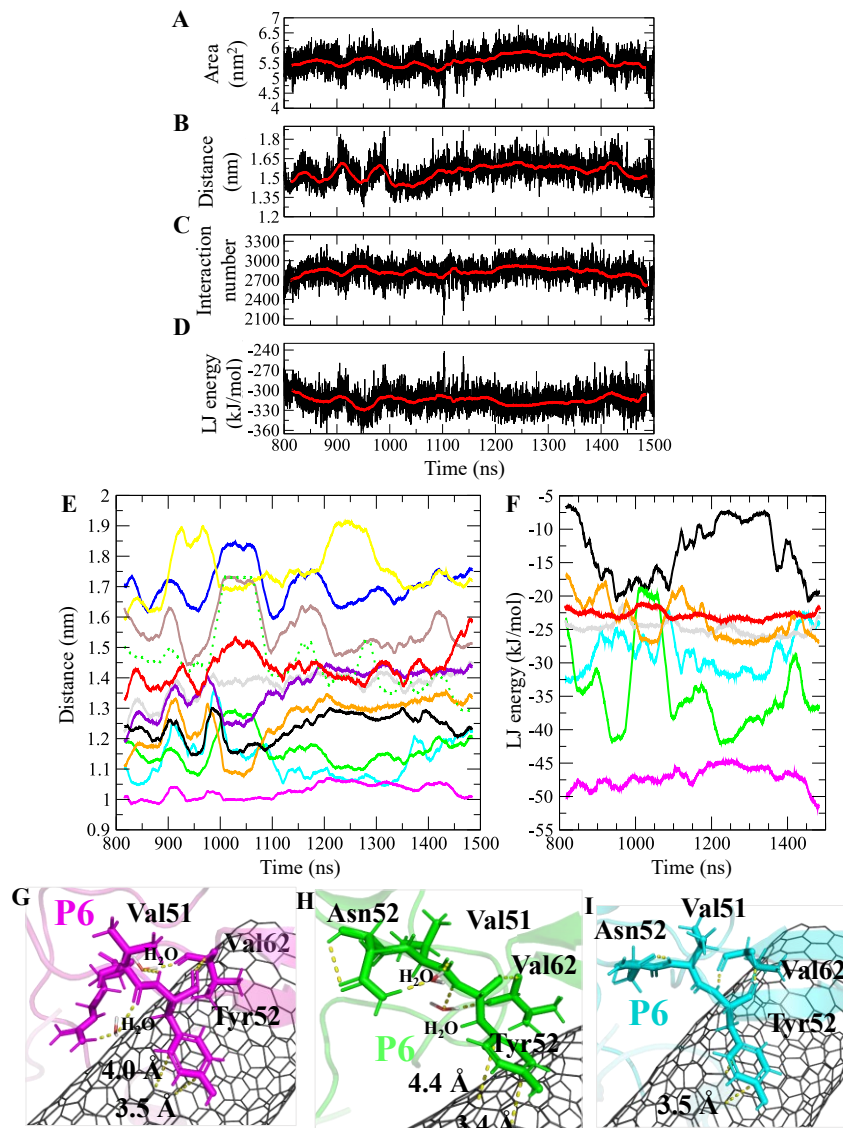 A
Area
(nm²)
7
6.5
6
5.5
5
4.5
4
B
Distance
(nm)
1.8
1.65
1.5
1.35
1.2
C
Interaction
number
3300
3000
2700
2400
2100
D
LJ energy
(kJ/mol)
-240
-270
-300
-330
-360
800 900 1000 1100 1200 1300 1400 1500
Time (ns)
E
Distance (nm)
2
1.9
1.8
1.7
1.6
1.5
1.4
1.3
1.2
1.1
1
0.9
800 900 1000 1100 1200 1300 1400 1500
Time (ns)
F
LJ energy (kJ/mol)
-5
-10
-15
-20
-25
-30
-35
-40
-45
-50
-55
800 1000 1200 1400
Time (ns)
G
P6
Val51
H₂O
Val62
Tyr52
H₂O
4.0 Å
3.5 Å
H
Asn52
Val51
H₂O
Val62
P6
H₂O
Tyr52
4.4 Å
3.4 Å
I
Val51
Asn52
Val62
P6
Tyr52
3.5 Å